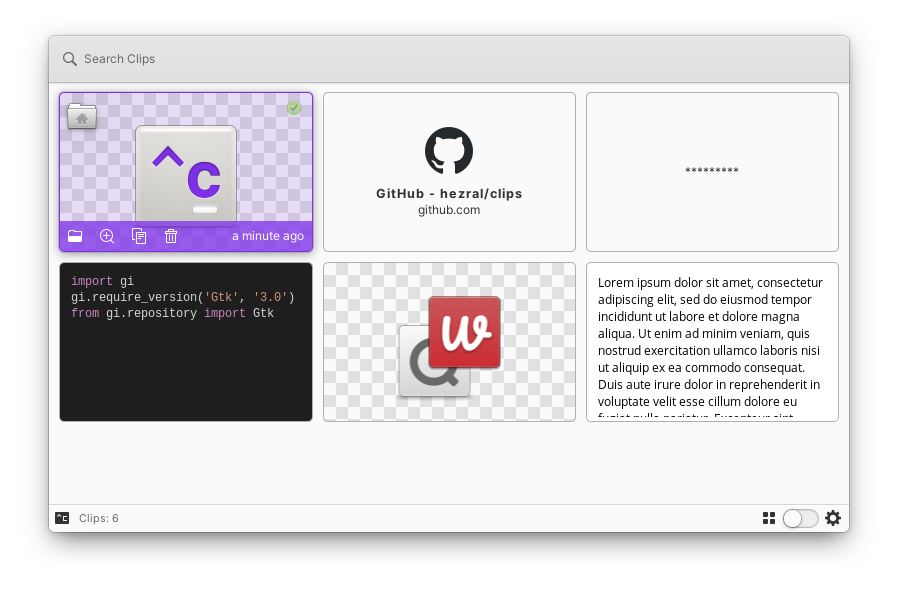 Search Clips
^c
a minute ago
GitHub - hezral/clips
github.com
*********
import gi
gi.require_version('Gtk', '3.0')
from gi.repository import Gtk
w
Lorem ipsum dolor sit amet, consectetur
adipiscing elit, sed do eiusmod tempor
incididunt ut labore et dolore magna
aliqua. Ut enim ad minim veniam, quis
nostrud exercitation ullamco laboris nisi
ut aliquip ex ea commodo consequat.
Duis aute irure dolor in reprehenderit in
voluptate velit esse cillum dolore eu
^c
Clips: 6